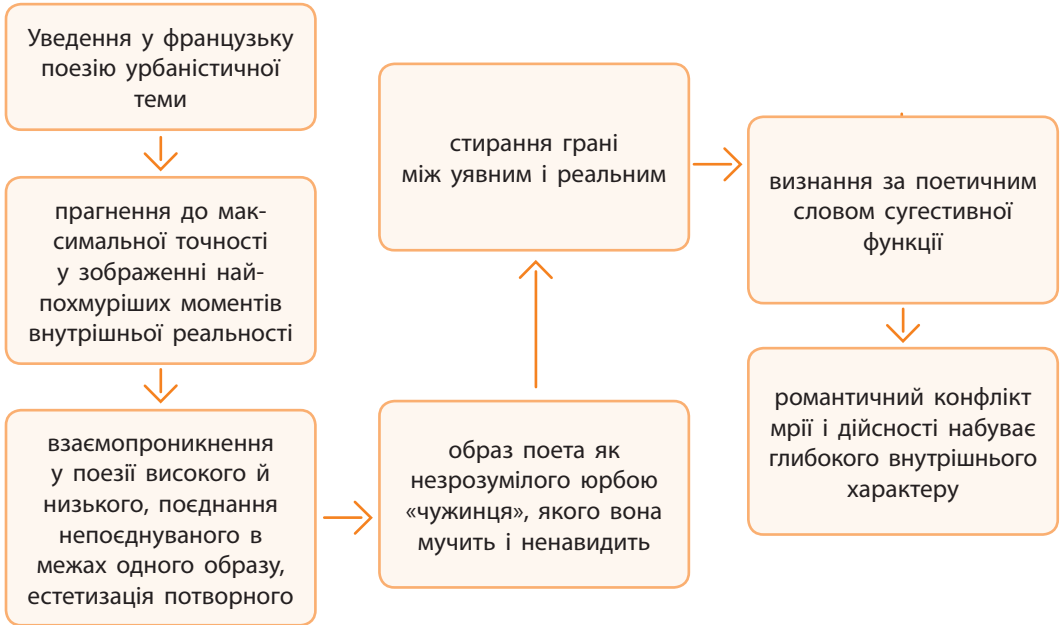 Уведення у французьку
поезію урбаністичної
теми
прагнення до мак-
симальної точності
у зображенні най-
похмуріших моментів
внутрішньої реальності
взаємопроникнення
у поезії високого й
низького, поєднання
непоєднуваного в
межах одного образу,
естетизація потворного
образ поета як
незрозумілого юрбою
«чужинця», якого вона
мучить і ненавидить
стирання грані
між уявним і реальним
визнання за поетичним
словом сугестивної
функції
романтичний конфлікт
мрії і дійсності набуває
глибокого внутрішнього
характеру